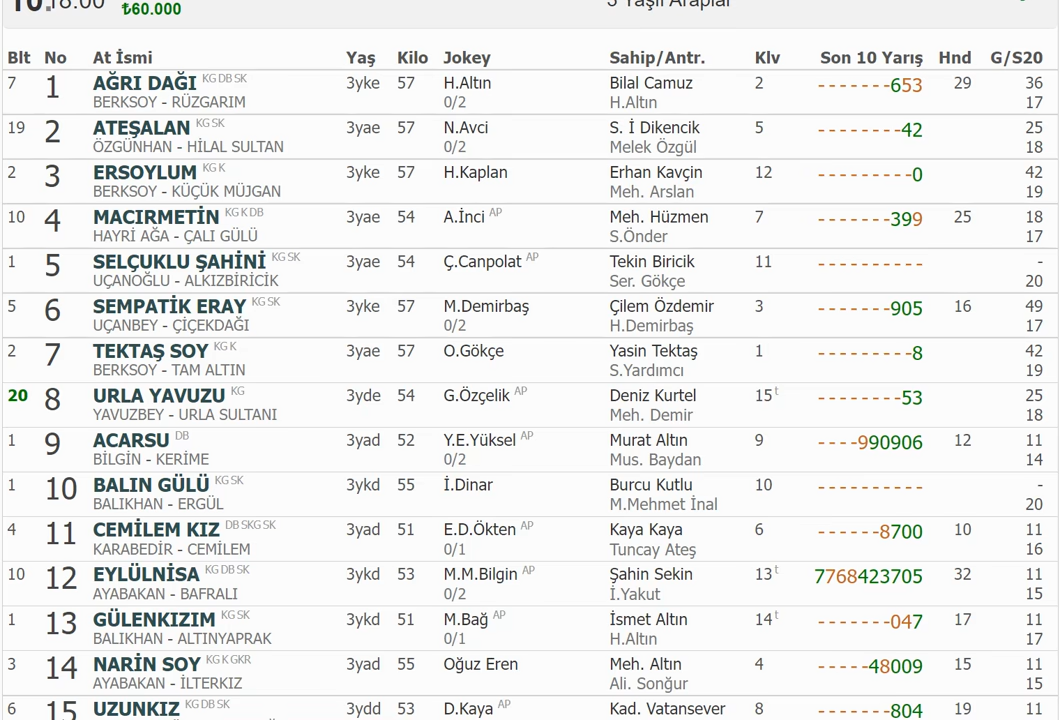 10. 18.00 ₺60.000 3 Yaşlı Araplar
Blt No At İsmi Yaş Kilo Jokey Sahip/Antr. Klv Son 10 Yarış Hnd G/S20
7 1 AĞRI DAĞI KG DB SK 3yke 57 H.Altın Bilal Camuz 2 -------653 29 36
BERKSOY - RÜZGARIM 0/2 H.Altın 17
19 2 ATEŞALAN KG SK 3yae 57 N.Avci S. İ Dikencik 5 --------42 25
ÖZGÜNHAN - HİLAL SULTAN 0/2 Melek Özgül 18
2 3 ERSOYLUM KG K 3yke 57 H.Kaplan Erhan Kavçin 12 ---------0 42
BERKSOY - KÜÇÜK MÜJGAN Meh. Arslan 19
10 4 MACIRMETİN KG K DB 3yae 54 A.İnci AP Meh. Hüzmen 7 -------399 25 18
HAYRİ AĞA - ÇALI GÜLÜ S.Önder 17
1 5 SELÇUKLU ŞAHİNİ KG SK 3yae 54 Ç.Canpolat AP Tekin Biricik 11 ---------- -
UÇANOĞLU - ALKIZBİRİCİK Ser. Gökçe 20
5 6 SEMPATİK ERAY KG SK 3yke 57 M.Demirbaş Çilem Özdemir 3 -------905 16 49
UÇANBEY - ÇİÇEKDAĞI 0/2 H.Demirbaş 17
2 7 TEKTAŞ SOY KG K 3yae 57 O.Gökçe Yasin Tektaş 1 ---------8 42
BERKSOY - TAM ALTIN S.Yardımcı 19
20 8 URLA YAVUZU KG 3yde 54 G.Özçelik AP Deniz Kurtel 15 t --------53 25
YAVUZBEY - URLA SULTANI Meh. Demir 18
1 9 ACARSU DB 3yad 52 Y.E.Yüksel AP Murat Altın 9 ----990906 12 11
BİLGİN - KERİME 0/2 Mus. Baydan 14
1 10 BALIN GÜLÜ KG SK 3ykd 55 İ.Dinar Burcu Kutlu 10 ---------- -
BALIKHAN - ERGÜL M.Mehmet İnal 20
4 11 CEMİLEM KIZ DB SKG SK 3yad 51 E.D.Ökten AP Kaya Kaya 6 ------8700 10 11
KARABEDİR - CEMİLEM 0/1 Tuncay Ateş 16
10 12 EYLÜLNİSA KG DB SK 3ykd 53 M.M.Bilgin AP Şahin Sekin 13 t 7768423705 32 11
AYABAKAN - BAFRALI 0/2 İ.Yakut 15
1 13 GÜLENKIZIM KG SK 3ykd 51 M.Bağ AP İsmet Altın 14 t -------047 17 11
BALIKHAN - ALTINYAPRAK 0/1 H.Altın 17
3 14 NARİN SOY KG K GKR 3yad 55 Oğuz Eren Meh. Altın 4 -----48009 15 11
AYABAKAN - İLTERKIZ Ali. Sonğur 15
6 15 UZUNKIZ KG DB SK 3ydd 53 D.Kaya AP Kad. Vatansever 8 -------804 19 11